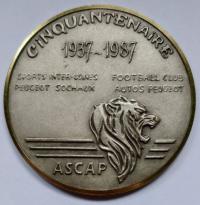 CINQUANTENAIRE
1937-1987
SPORTS INTER-USINES FOOTBALL CLUB
PEUGEOT SOCHAUX AUTOS PEUGEOT
ASCAP